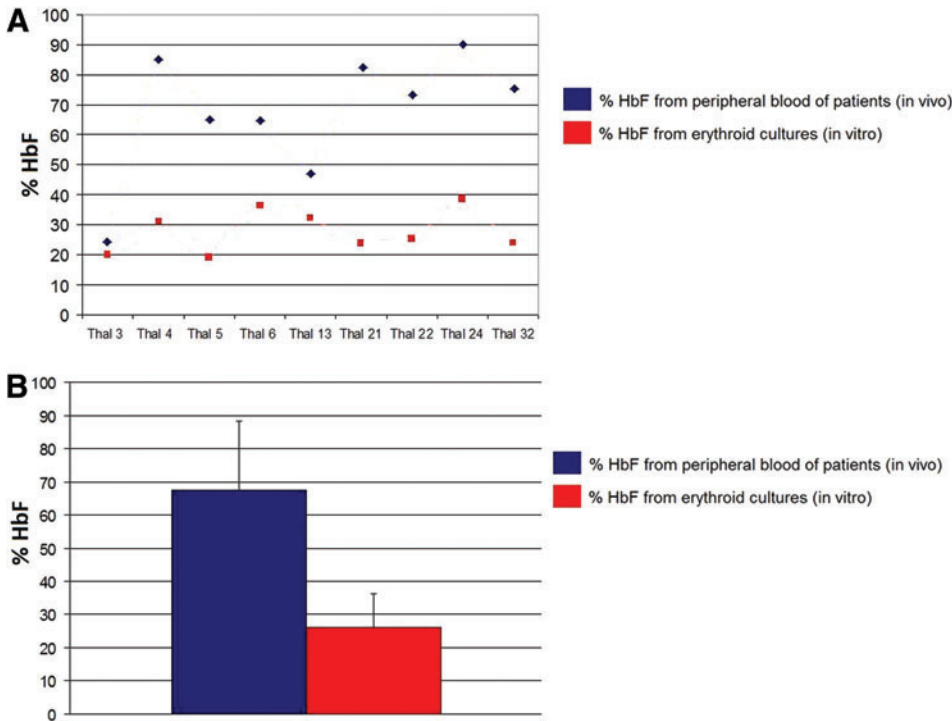 A
% HbF
100
90
80
70
60
50
40
30
20
10
0
Thal 3 Thal 4 Thal 5 Thal 6 Thal 13 Thal 21 Thal 22 Thal 24 Thal 32
% HbF from peripheral blood of patients (in vivo)
% HbF from erythroid cultures (in vitro)
B
% HbF
100
90
80
70
60
50
40
30
20
10
0
% HbF from peripheral blood of patients (in vivo)
% HbF from erythroid cultures (in vitro)